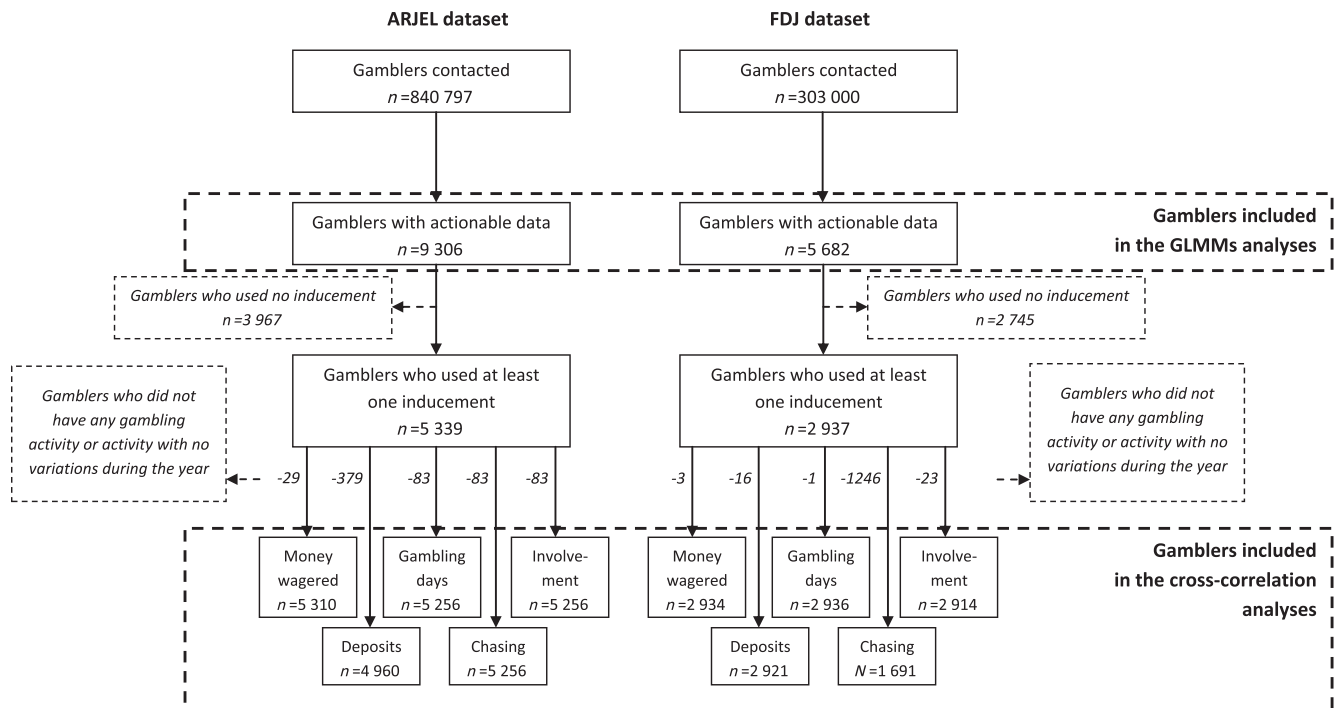 ARJEL dataset
FDJ dataset
Gamblers contacted
n=840 797
Gamblers contacted
n=303 000
Gamblers with actionable data
n=9 306
Gamblers with actionable data
n=5 682
Gamblers included
in the GLMMs analyses
Gamblers who used no inducement
n=3 967
Gamblers who used no inducement
n=2 745
Gamblers who did not
have any gambling
activity or activity with no
variations during the year
Gamblers who used at least
one inducement
n=5 339
Gamblers who used at least
one inducement
n=2 937
Gamblers who did not
have any gambling
activity or activity with no
variations during the year
-29
-379
-83
-83
-83
-3
-16
-1
-1246
-23
Money
wagered
n=5 310
Gambling
days
n=5 256
Involve-
ment
n=5 256
Money
wagered
n=2 934
Gambling
days
n=2 936
Involve-
ment
n=2 914
Gamblers included
in the cross-correlation
analyses
Deposits
n=4 960
Chasing
n=5 256
Deposits
n=2 921
Chasing
N=1 691